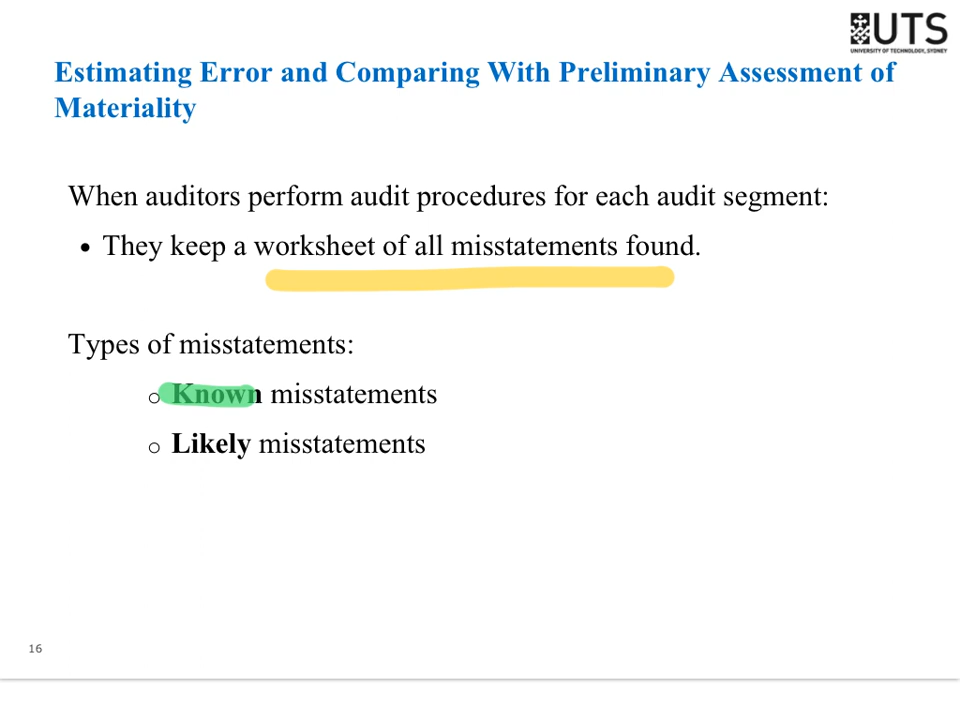 UTS
UNIVERSITY OF TECHNOLOGY, SYDNEY
Estimating Error and Comparing With Preliminary Assessment of
Materiality
When auditors perform audit procedures for each audit segment:
• They keep a worksheet of all misstatements found.
Types of misstatements:
o Known misstatements
o Likely misstatements
16